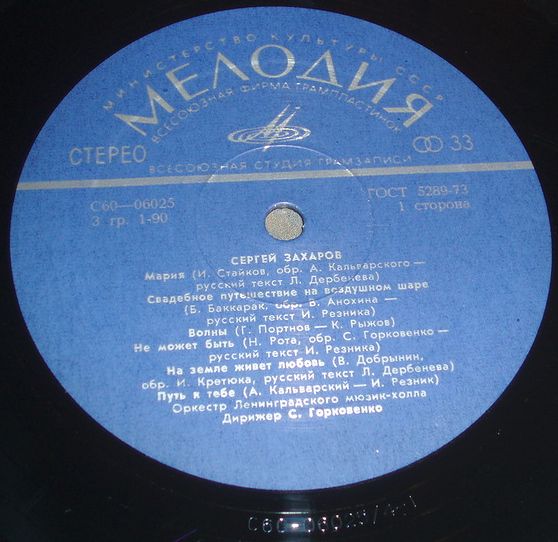 МИНИСТЕРСТВО КУЛЬТУРЫ СССР
МЕЛОДИЯ
ВСЕСОЮЗНАЯ ФИРМА ГРАМПЛАСТИНОК
СТЕРЕО
33
ВСЕСОЮЗНАЯ СТУДИЯ ГРАМЗАПИСИ
С60—06025
ГОСТ 5289-73
3 гр. 1-90
1 сторона
СЕРГЕЙ ЗАХАРОВ
Мария (И. Стайков, обр. А. Кальварского —
русский текст Л. Дербенева)
Свадебное путешествие на воздушном шаре
(Б. Баккарак, обр. В. Анохина —
русский текст И. Резника)
Волны (Г. Портнов — К. Рыжов)
Не может быть (Н. Рота, обр. С. Горковенко —
русский текст И. Резника)
На земле живет любовь (В. Добрынин,
обр. И. Кретюка, русский текст Л. Дербенева)
Путь к тебе (А. Кальварский — И. Резник)
Оркестр Ленинградского мюзик-холла
Дирижер С. Горковенко